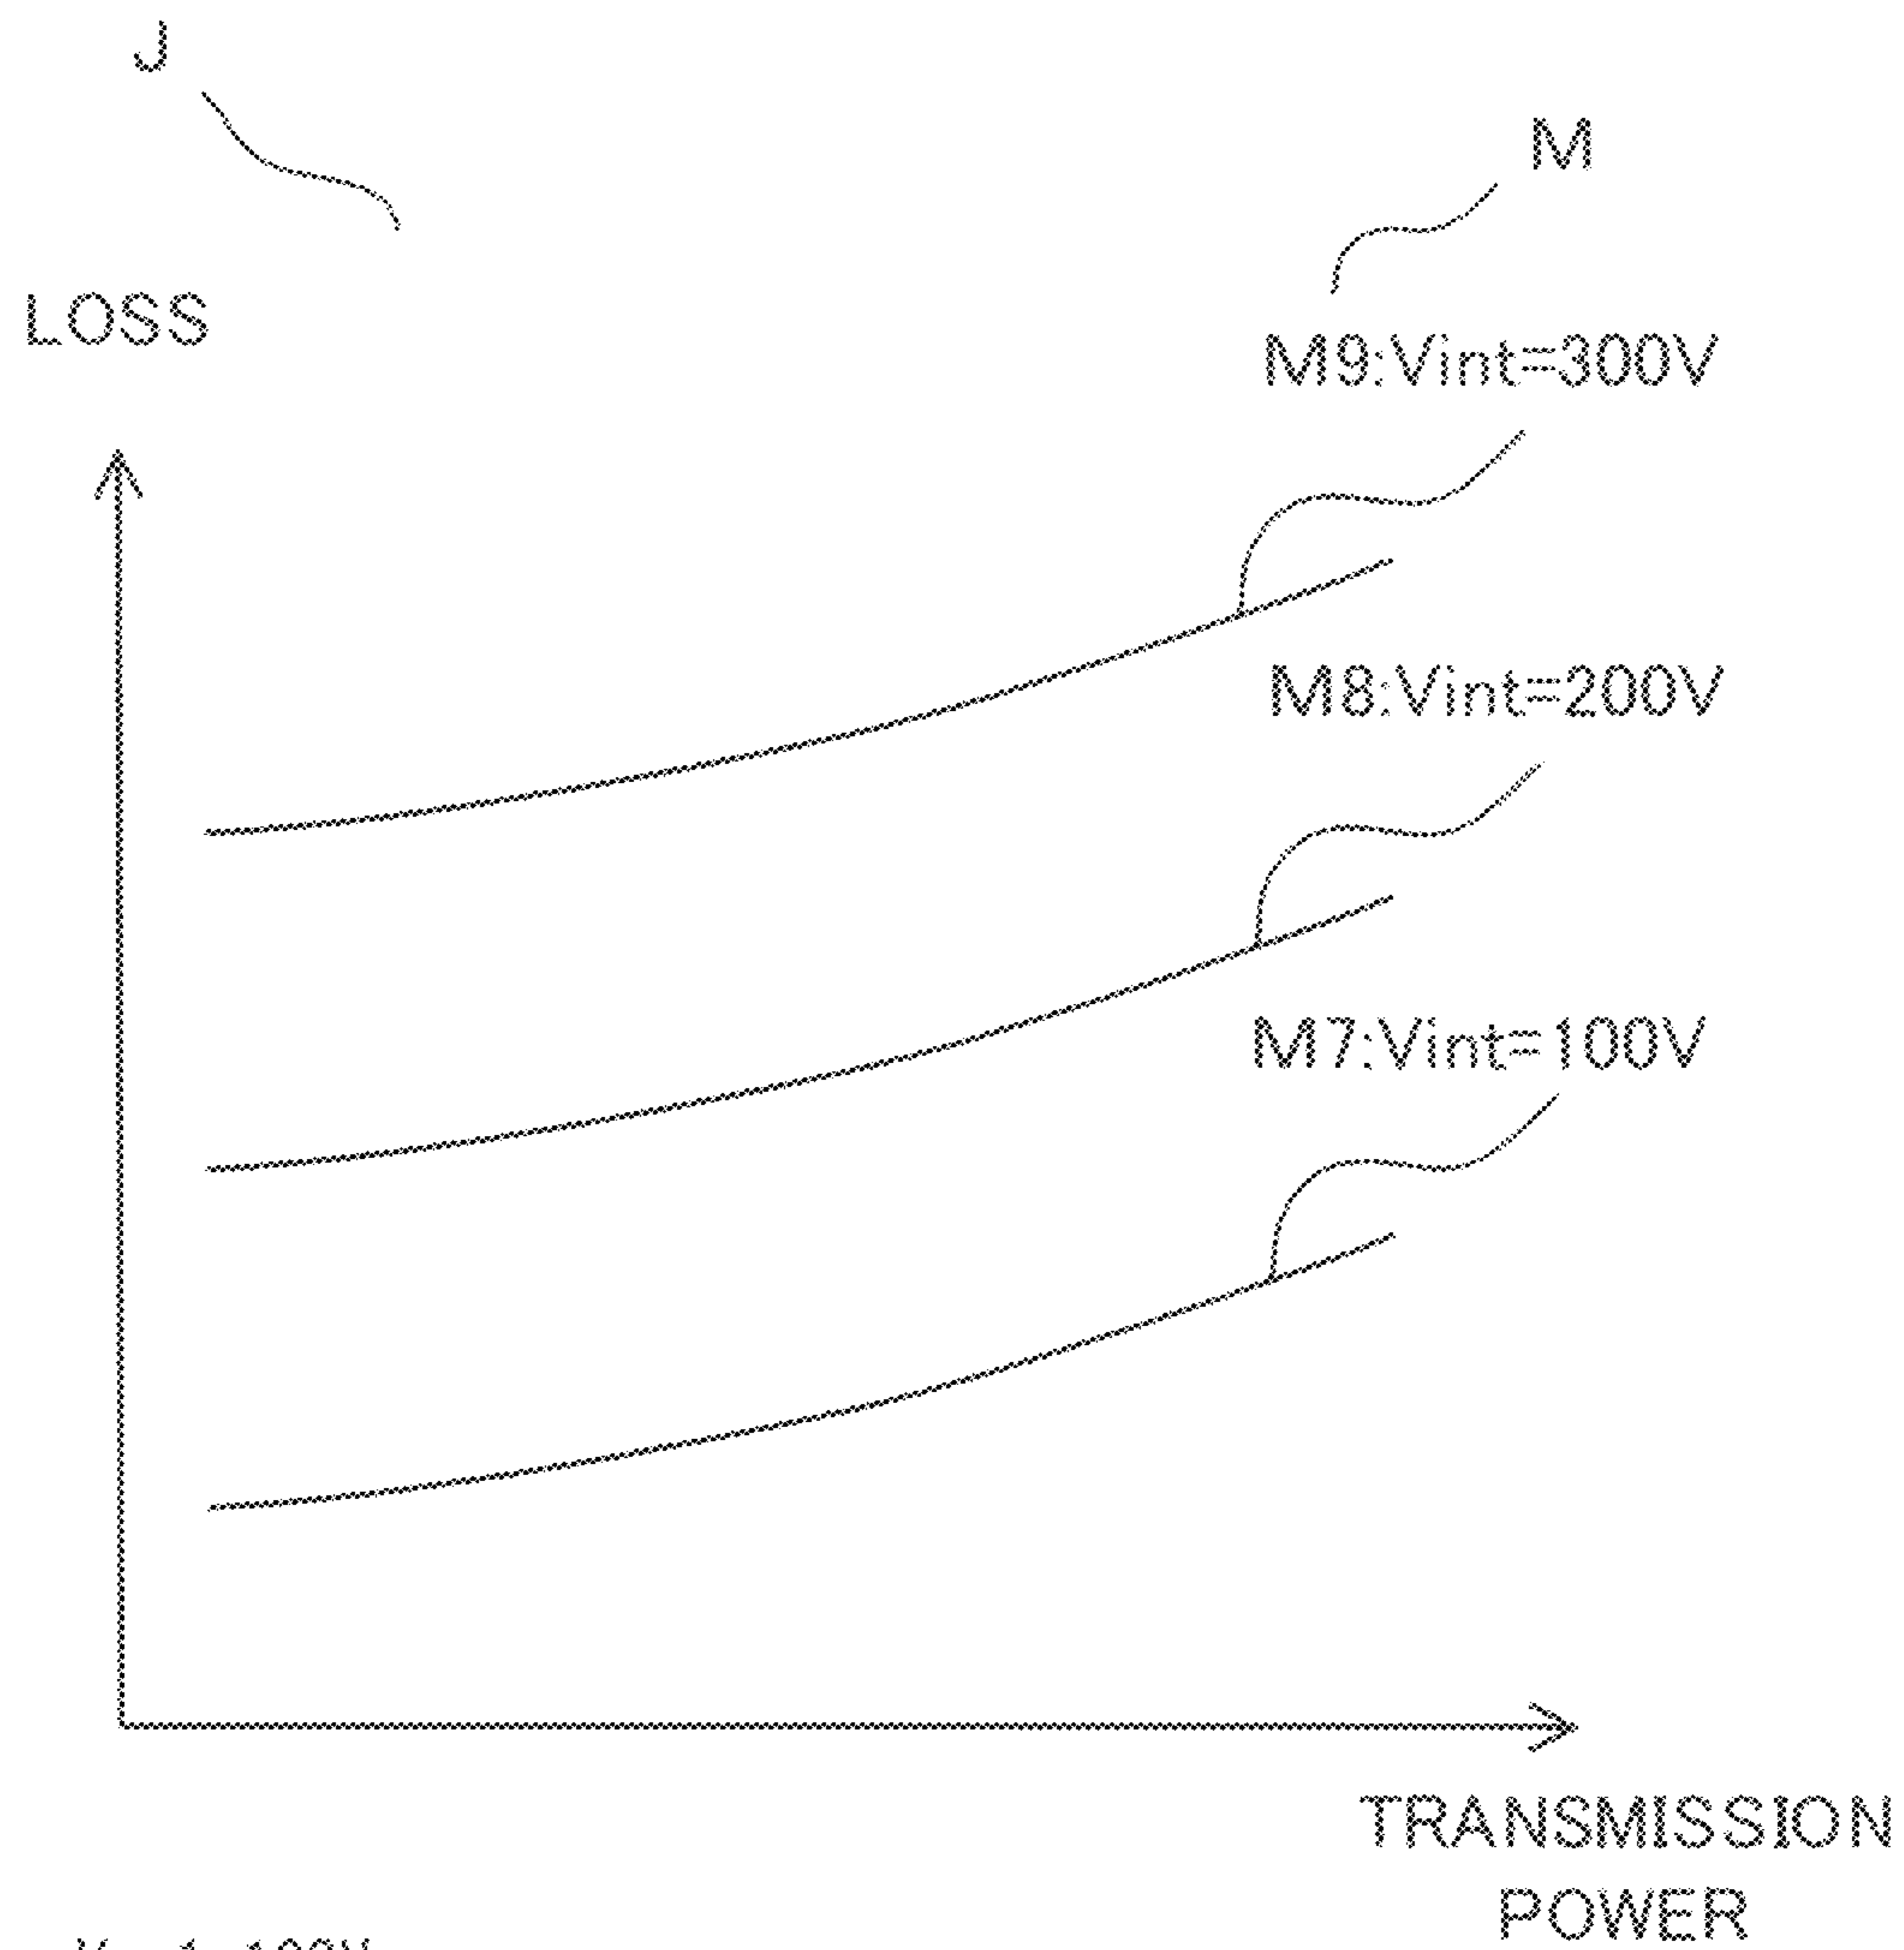 J
M
LOSS
M9:Vint=300V
M8:Vint=200V
M7:Vint=100V
TRANSMISSION
POWER